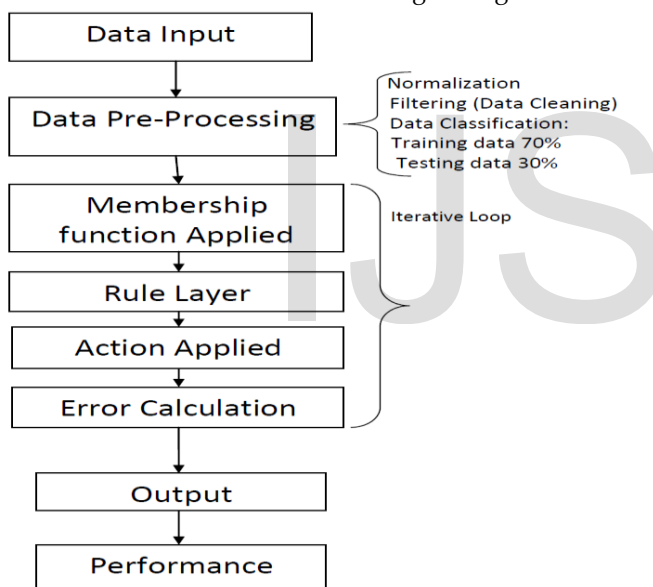 Data Input
Data Pre-Processing
Normalization
Filtering (Data Cleaning)
Data Classification:
Training data 70%
Testing data 30%
Membership
function Applied
Iterative Loop
Rule Layer
Action Applied
Error Calculation
Output
Performance
IJS